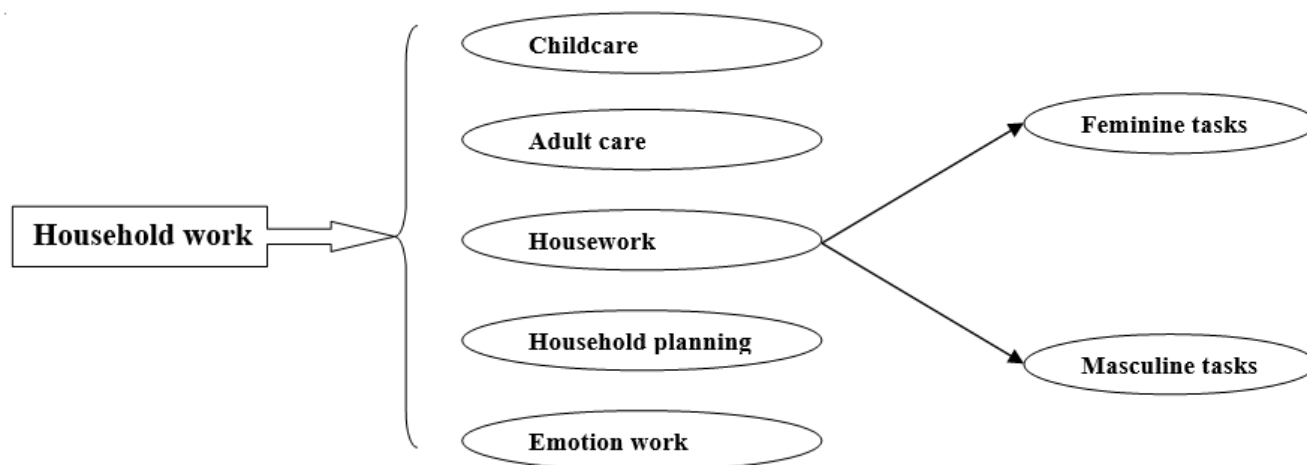 Childcare
Feminine tasks
Adult care
Household work
Housework
Household planning
Masculine tasks
Emotion work